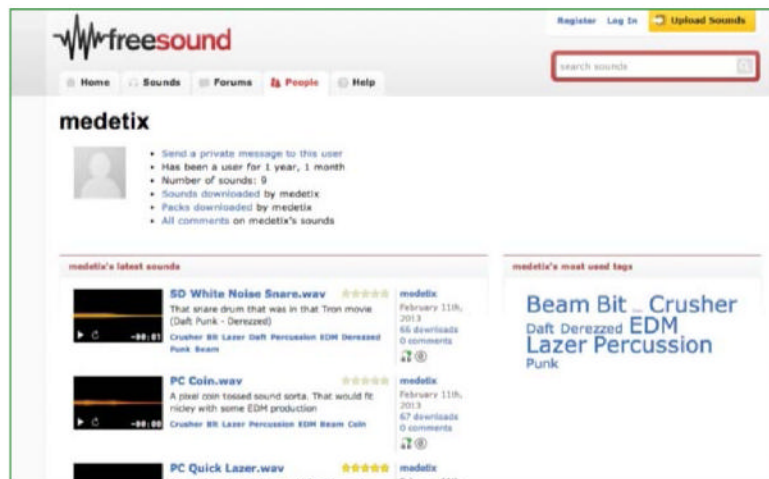 Register Log In Upload Sounds
freesound
search sounds
Home Sounds Forums People Help
medetix
Send a private message to this user
Has been a user for 1 year, 1 month
Number of sounds: 9
Sounds downloaded by medetix
Packs downloaded by medetix
All comments on medetix's sounds
medetix's latest sounds
SD White Noise Snare.wav
That snare drum that was in that Tron movie
(Daft Punk - Derezzed)
Crusher Bit Lazer Daft Percussion EDM Derezzed
Punk Beam
-00:01
medetix
February 11th,
2013
66 downloads
0 comments
PC Coin.wav
A pixel coin tossed sound sorta. That would fit
nicley with some EDM production
Crusher Bit Lazer Percussion EDM Beam Coin
-00:00
medetix
February 11th,
2013
67 downloads
0 comments
PC Quick Lazer.wav
medetix
medetix's most used tags
Beam Bit Crusher
Daft Derezzed EDM
Lazer Percussion
Punk